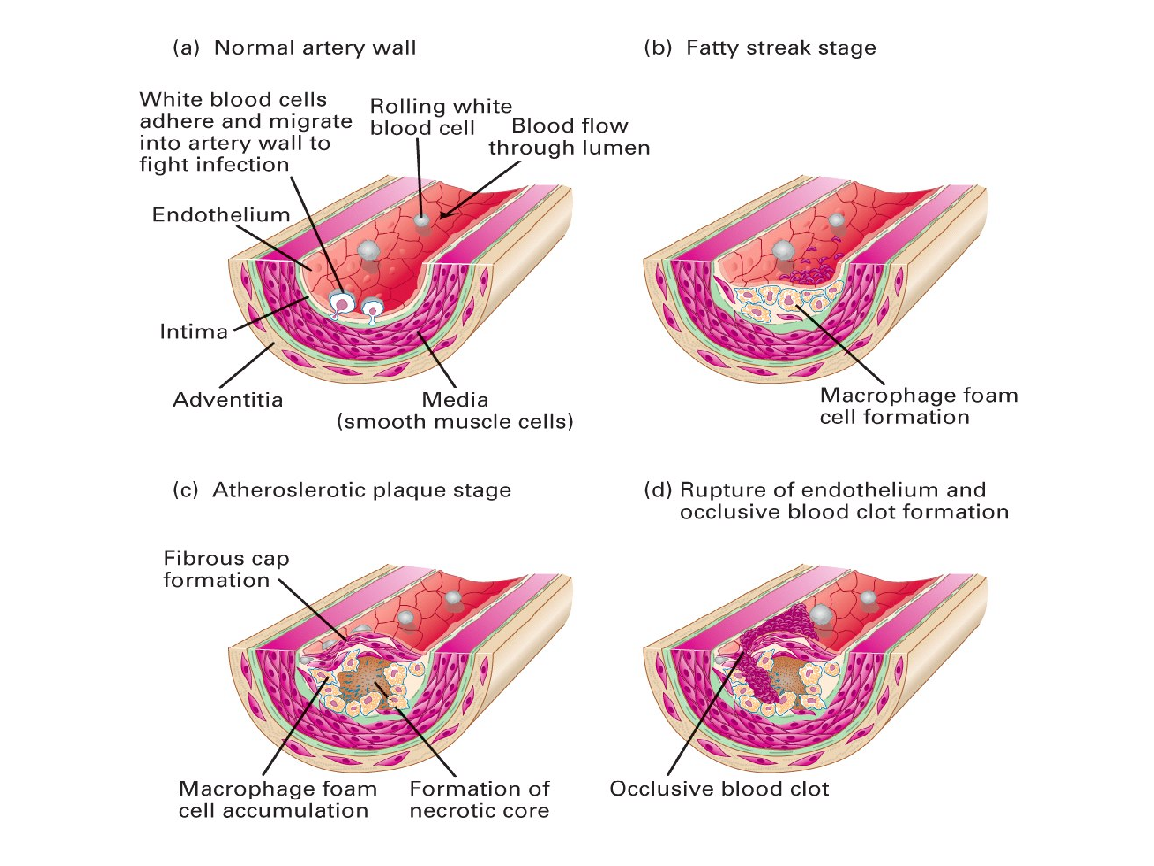 (a) Normal artery wall
White blood cells
adhere and migrate
into artery wall to
fight infection
Rolling white
blood cell
Blood flow
through lumen
Endothelium
Intima
Adventitia
Media
(smooth muscle cells)
(b) Fatty streak stage
Macrophage foam
cell formation
(c) Atheroslerotic plaque stage
Fibrous cap
formation
Macrophage foam
cell accumulation
Formation of
necrotic core
(d) Rupture of endothelium and
occlusive blood clot formation
Occlusive blood clot